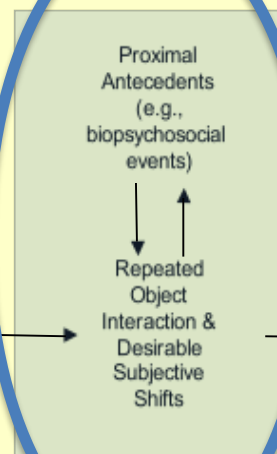 Proximal
Antecedents
(e.g.,
biopsychosocial
events)
Repeated
Object
Interaction &
Desirable
Subjective
Shifts